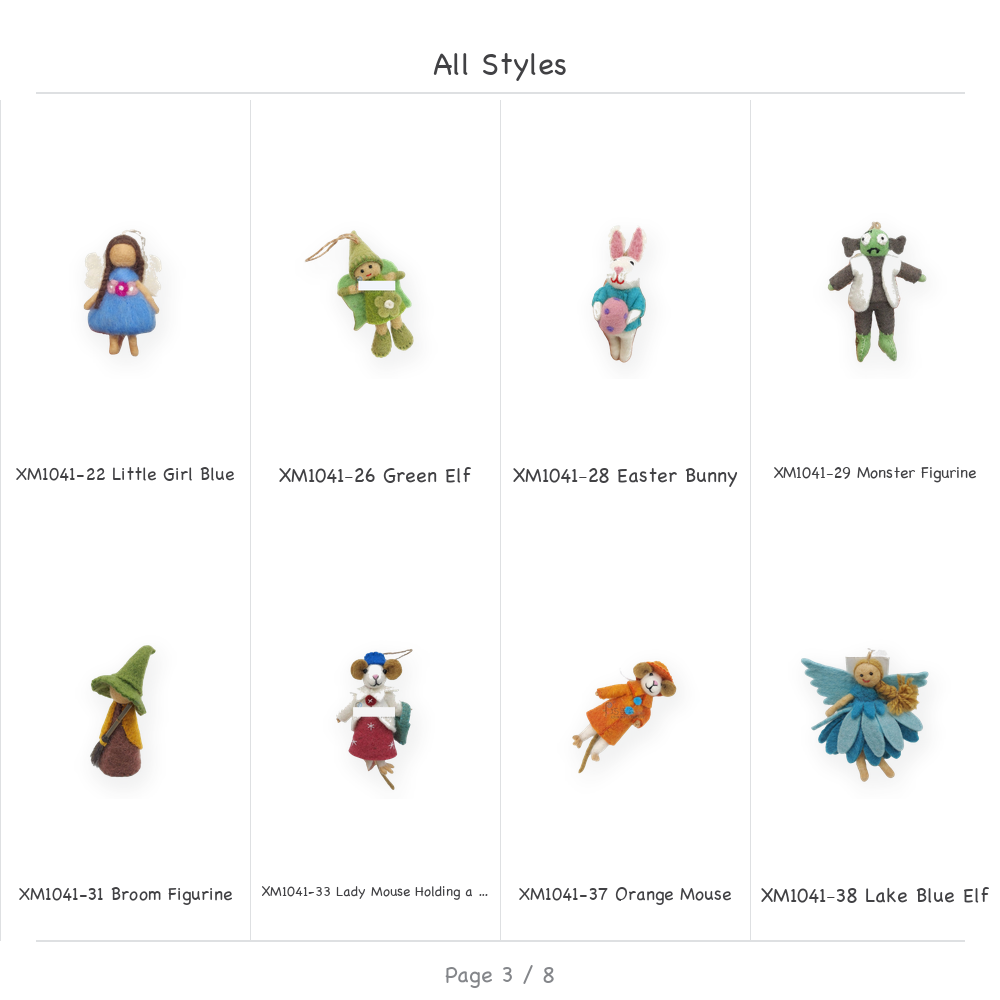 All Styles
XM1041-22 Little Girl Blue
XM1041-26 Green Elf
XM1041-28 Easter Bunny
XM1041-29 Monster Figurine
XM1041-31 Broom Figurine
XM1041-33 Lady Mouse Holding a ...
XM1041-37 Orange Mouse
XM1041-38 Lake Blue Elf
Page 3 / 8